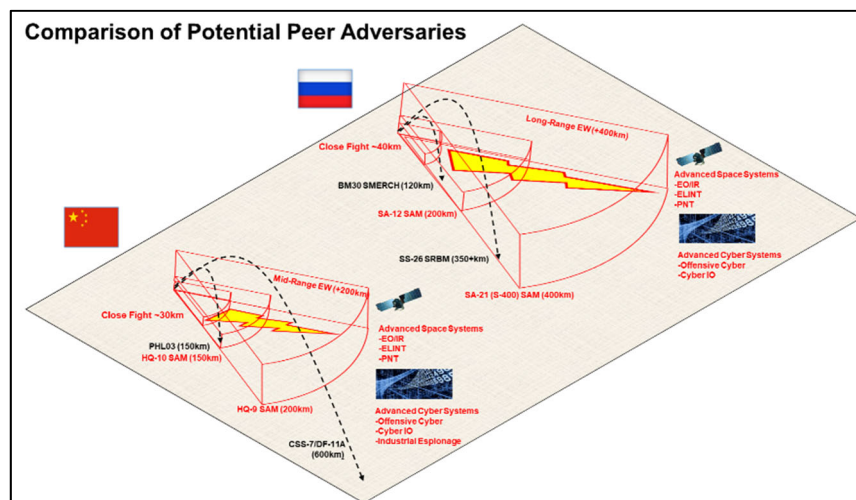 Comparison of Potential Peer Adversaries
Long-Range EW (+400km)
Close Fight ~40km
BM30 SMERCH (120km)
SA-12 SAM (200km)
SS-26 SRBM (350+km)
SA-21 (S-400) SAM (400km)
Advanced Space Systems
-EO/IR
-ELINT
-PNT
Advanced Cyber Systems
-Offensive Cyber
-Cyber IO
Mid-Range EW (+200km)
Close Fight ~30km
PHL03 (150km)
HQ-10 SAM (150km)
HQ-9 SAM (200km)
CSS-7/DF-11A
(600km)
Advanced Space Systems
-EO/IR
-ELINT
-PNT
Advanced Cyber Systems
-Offensive Cyber
-Cyber IO
-Industrial Espionage